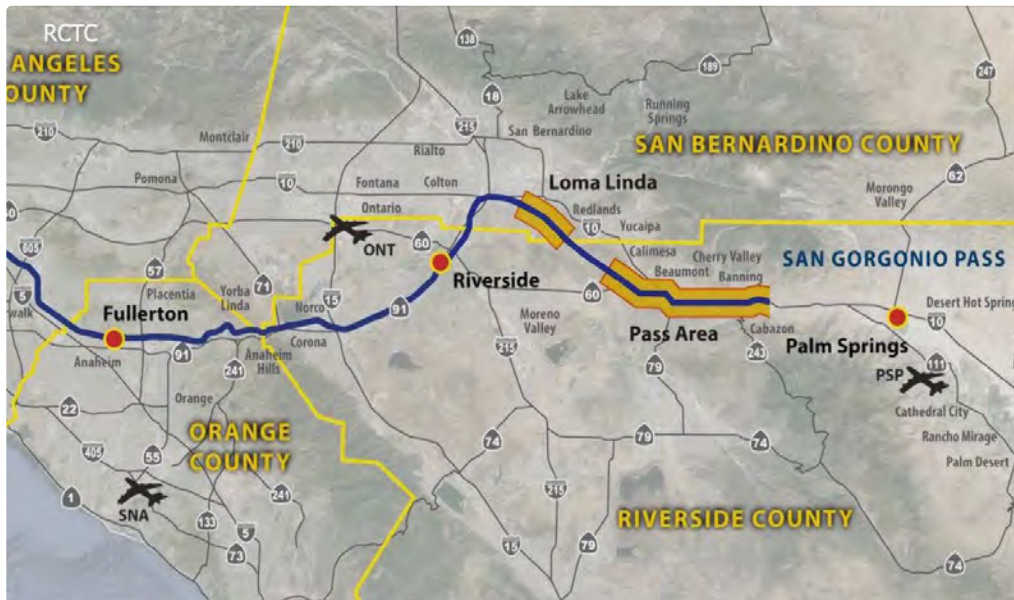 RCTC
ANGELES
OUNTY
138
189
247
18
Lake
Arrowhead
Running
Springs
210
Montclair
210
215
San Bernardino
Rialto
SAN BERNARDINO COUNTY
Pomona
10
Fontana
Colton
Loma Linda
62
Morongo
Valley
Ontario
Redlands
10
Yucaipa
60
ONT
60
605
Calimesa
Cherry Valley
SAN GORGONIO PASS
57
71
Riverside
Beaumont
Banning
5
Placentia
Yorba
Linda
15
Norco
91
60
Desert Hot Spring
walk
Fullerton
Moreno
Valley
Pass Area
Cabazon
10
Anaheim
91
Anaheim
Hills
Corona
215
243
Palm Springs
241
79
PSP
111
22
Orange
Cathedral City
ORANGE
COUNTY
74
79
74
Rancho Mirage
405
55
Palm Desert
1
SNA
241
215
133
5
RIVERSIDE COUNTY
73
15
79
74